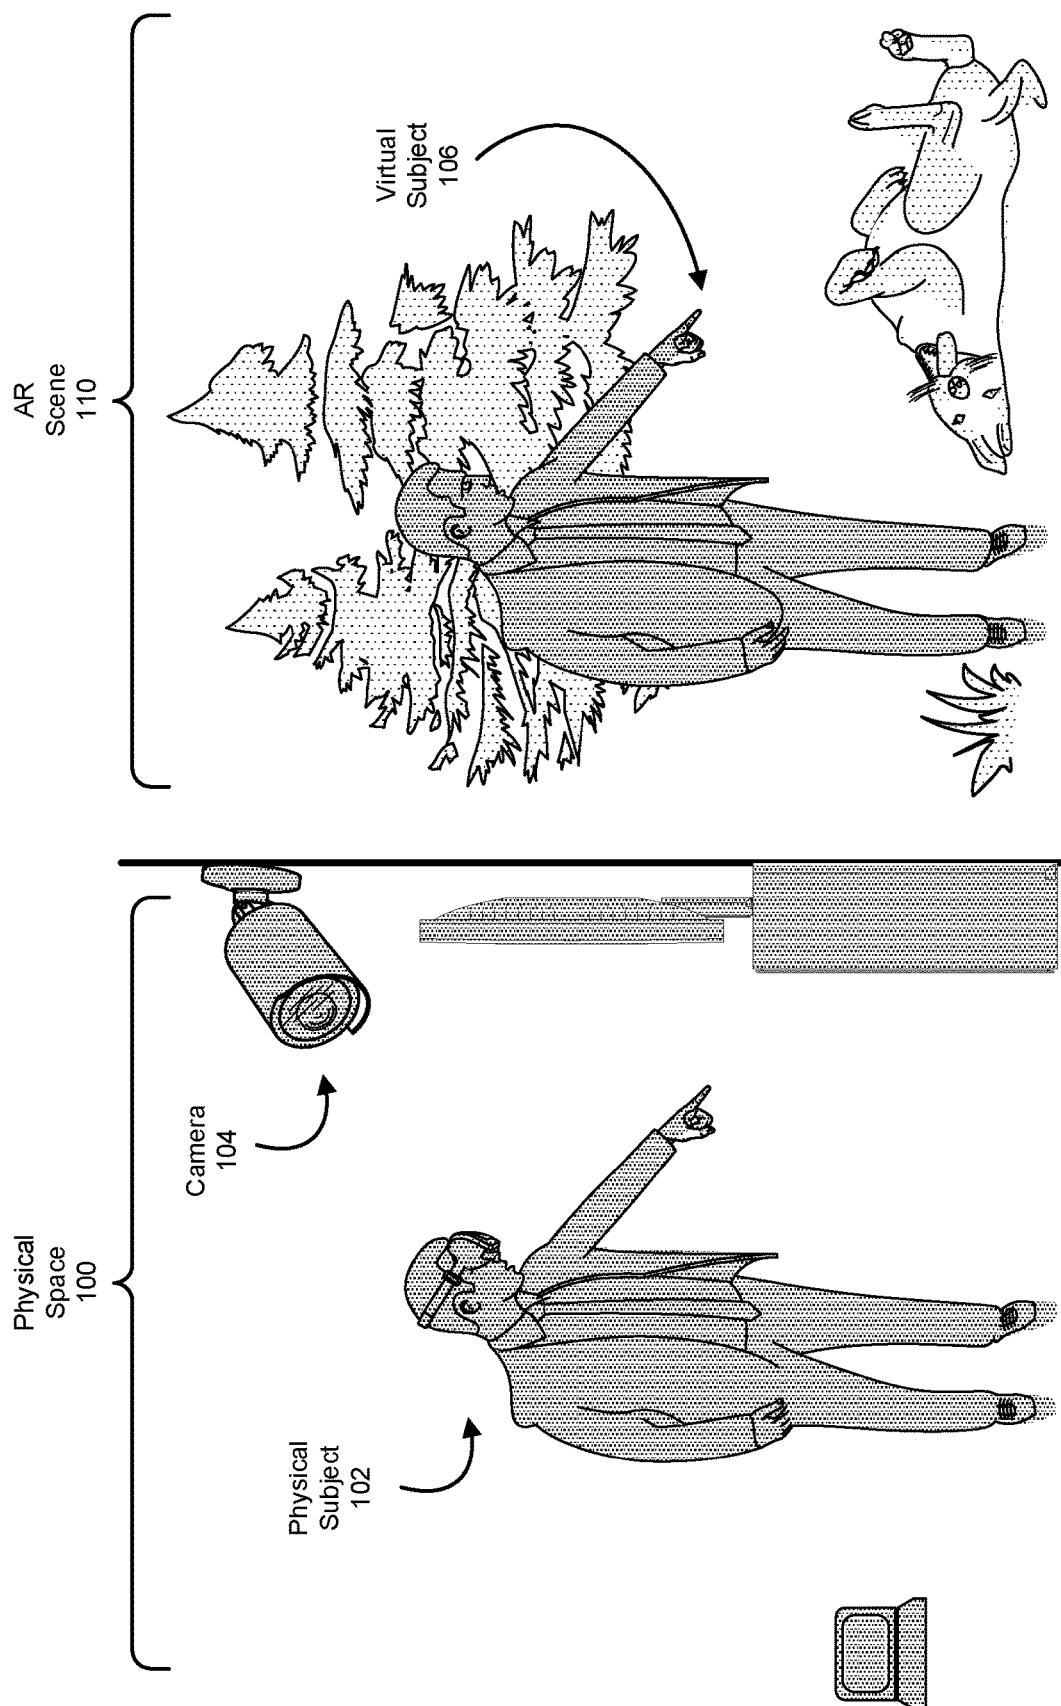 Physical
Space
100
AR
Scene
110
Camera
104
Virtual
Subject
106
Physical
Subject
102